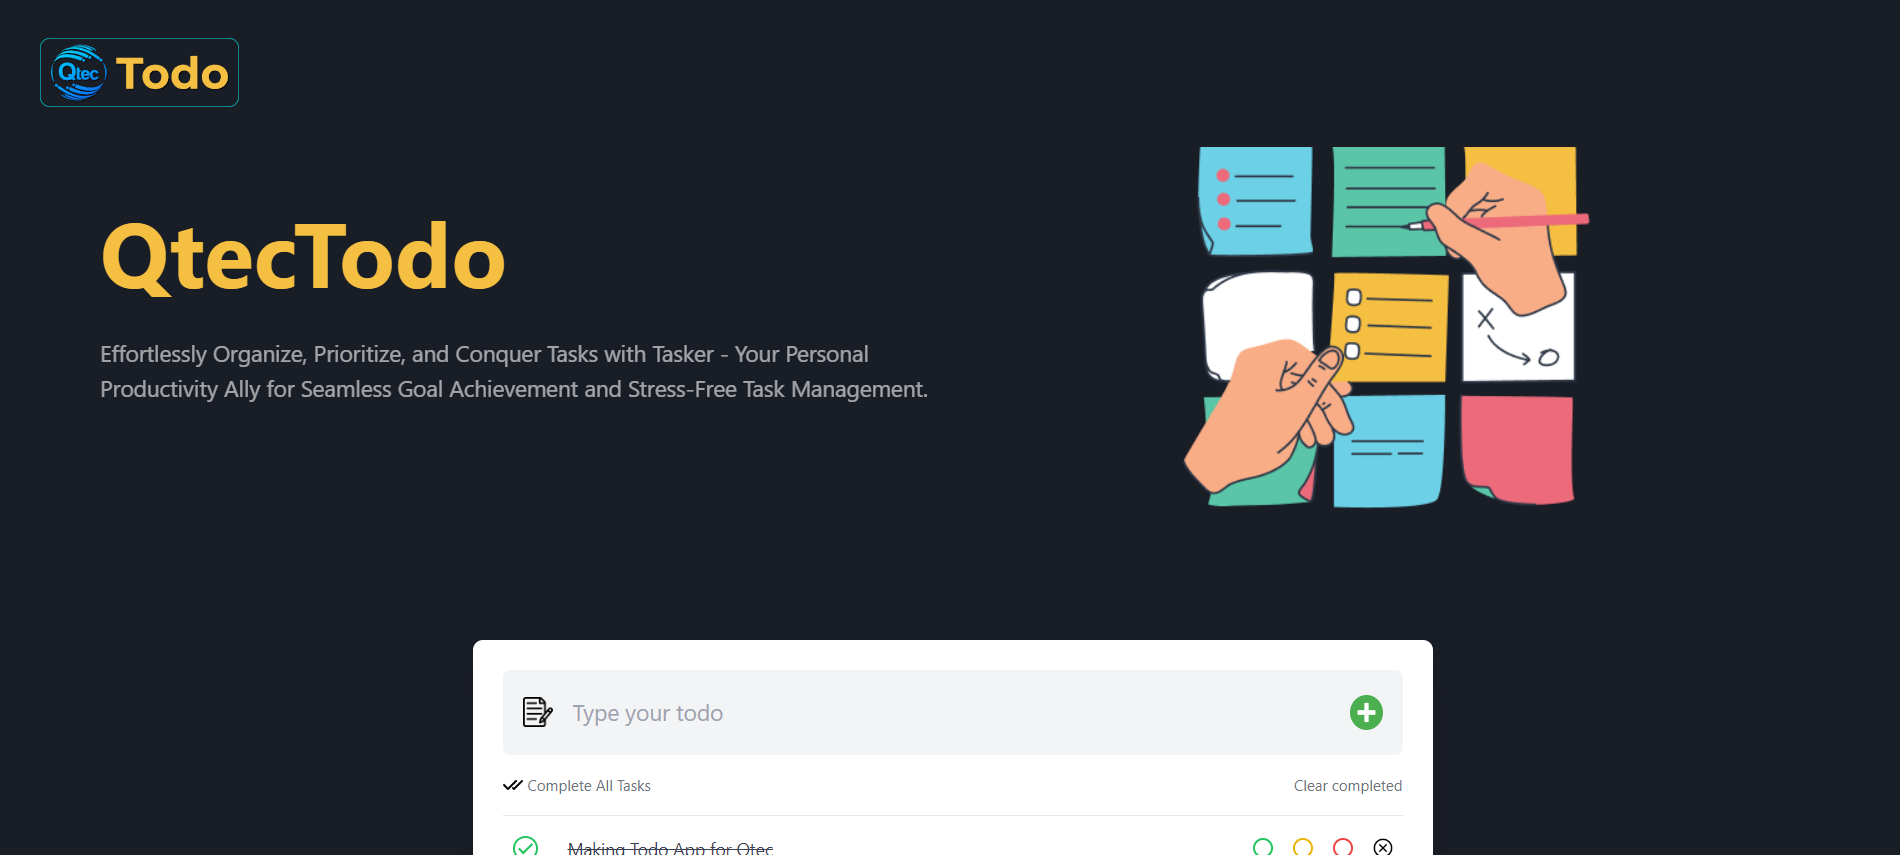 Qtec Todo
QtecTodo
Effortlessly Organize, Prioritize, and Conquer Tasks with Tasker - Your Personal
Productivity Ally for Seamless Goal Achievement and Stress-Free Task Management.
Type your todo
Complete All Tasks
Clear completed
Making Todo App for Qtec